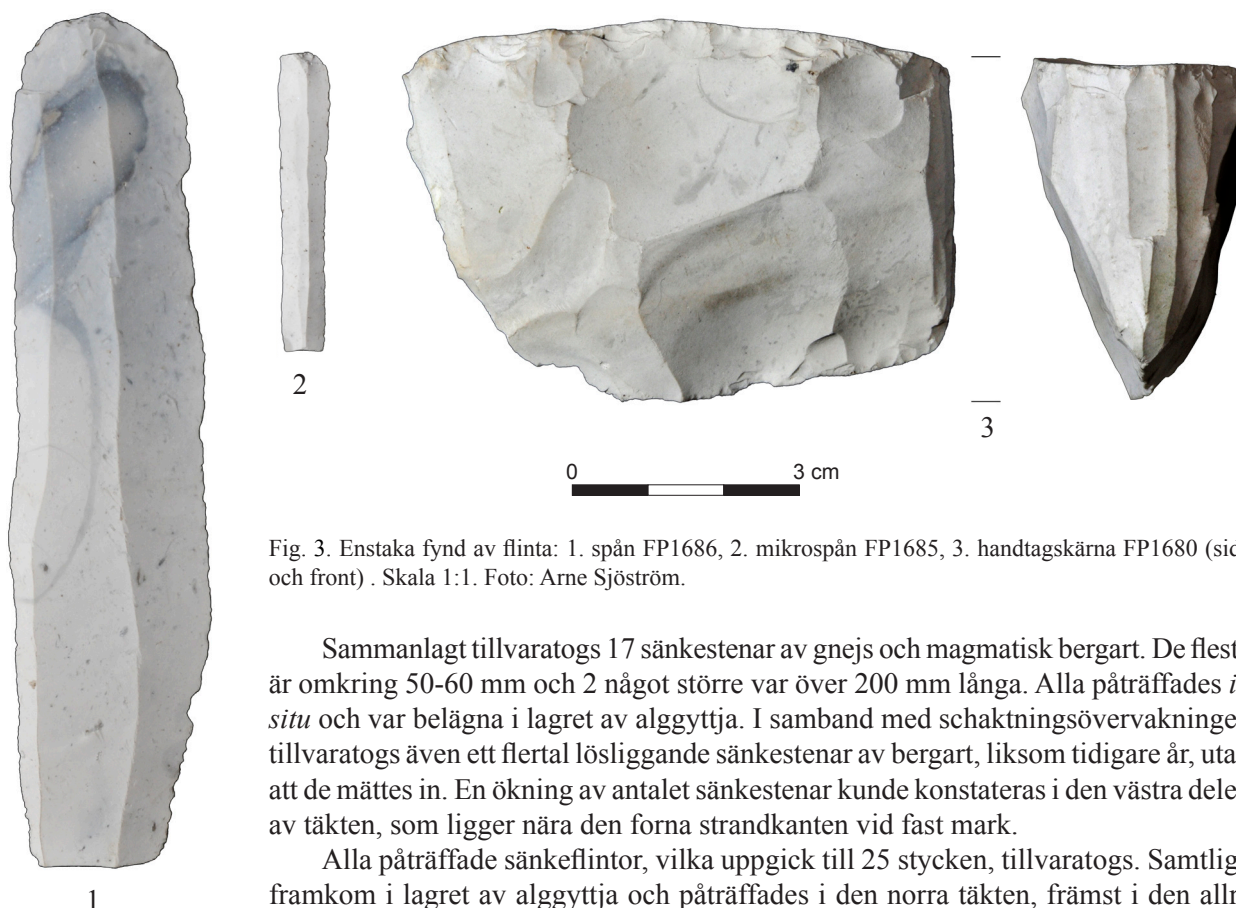 2
3
0 3 cm
Fig. 3. Enstaka fynd av flinta: 1. spån FP1686, 2. mikrospån FP1685, 3. handtagskärna FP1680 (sid
och front) . Skala 1:1. Foto: Arne Sjöström.
Sammanlagt tillvaratogs 17 sänkestenar av gnejs och magmatisk bergart. De flest
är omkring 50-60 mm och 2 något större var över 200 mm långa. Alla påträffades i
situ och var belägna i lagret av alggyttja. I samband med schaktningsövervakninge
tillvaratogs även ett flertal lösliggande sänkestenar av bergart, liksom tidigare år, uta
att de mättes in. En ökning av antalet sänkestenar kunde konstateras i den västra dele
av täkten, som ligger nära den forna strandkanten vid fast mark.
Alla påträffade sänkeflintor, vilka uppgick till 25 stycken, tillvaratogs. Samtlig
framkom i lagret av alggyttja och påträffades i den norra täkten, främst i den allr
1